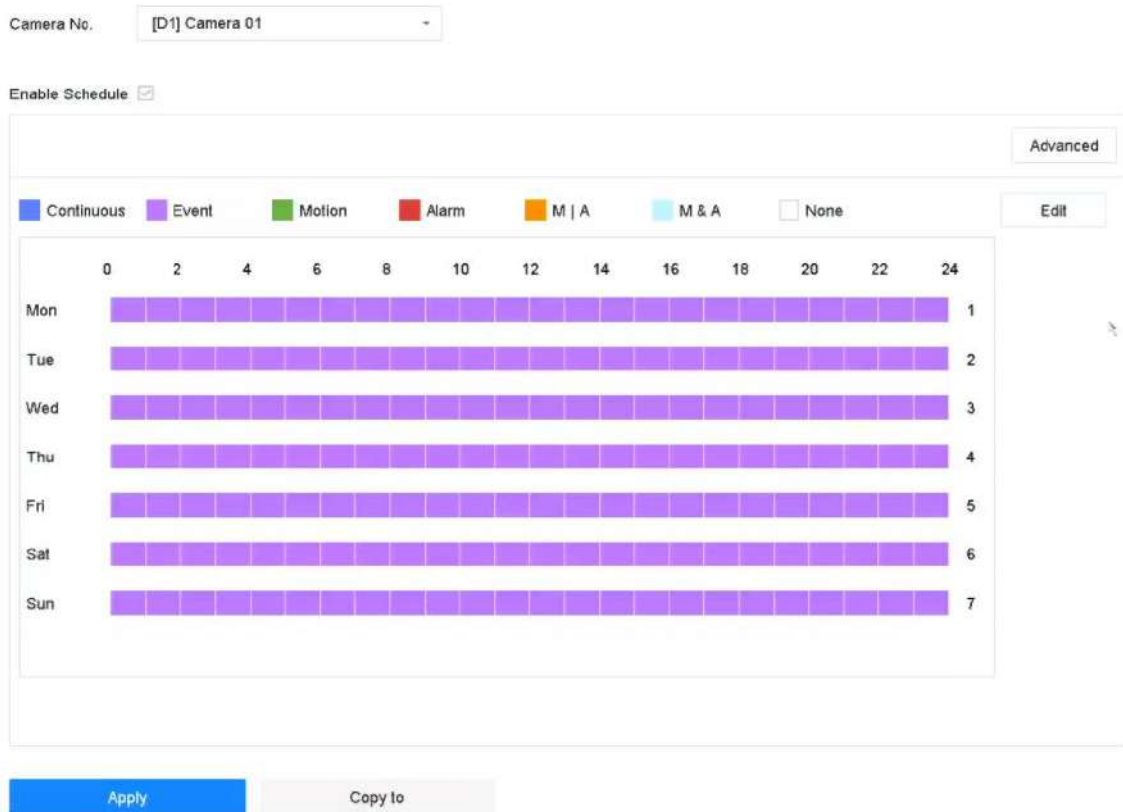 Camera No. [D1] Camera 01
Enable Schedule
Advanced
Continuous Event Motion Alarm M | A M & A None Edit
0 2 4 6 8 10 12 14 16 18 20 22 24
Mon 1
Tue 2
Wed 3
Thu 4
Fri 5
Sat 6
Sun 7
Apply Copy to